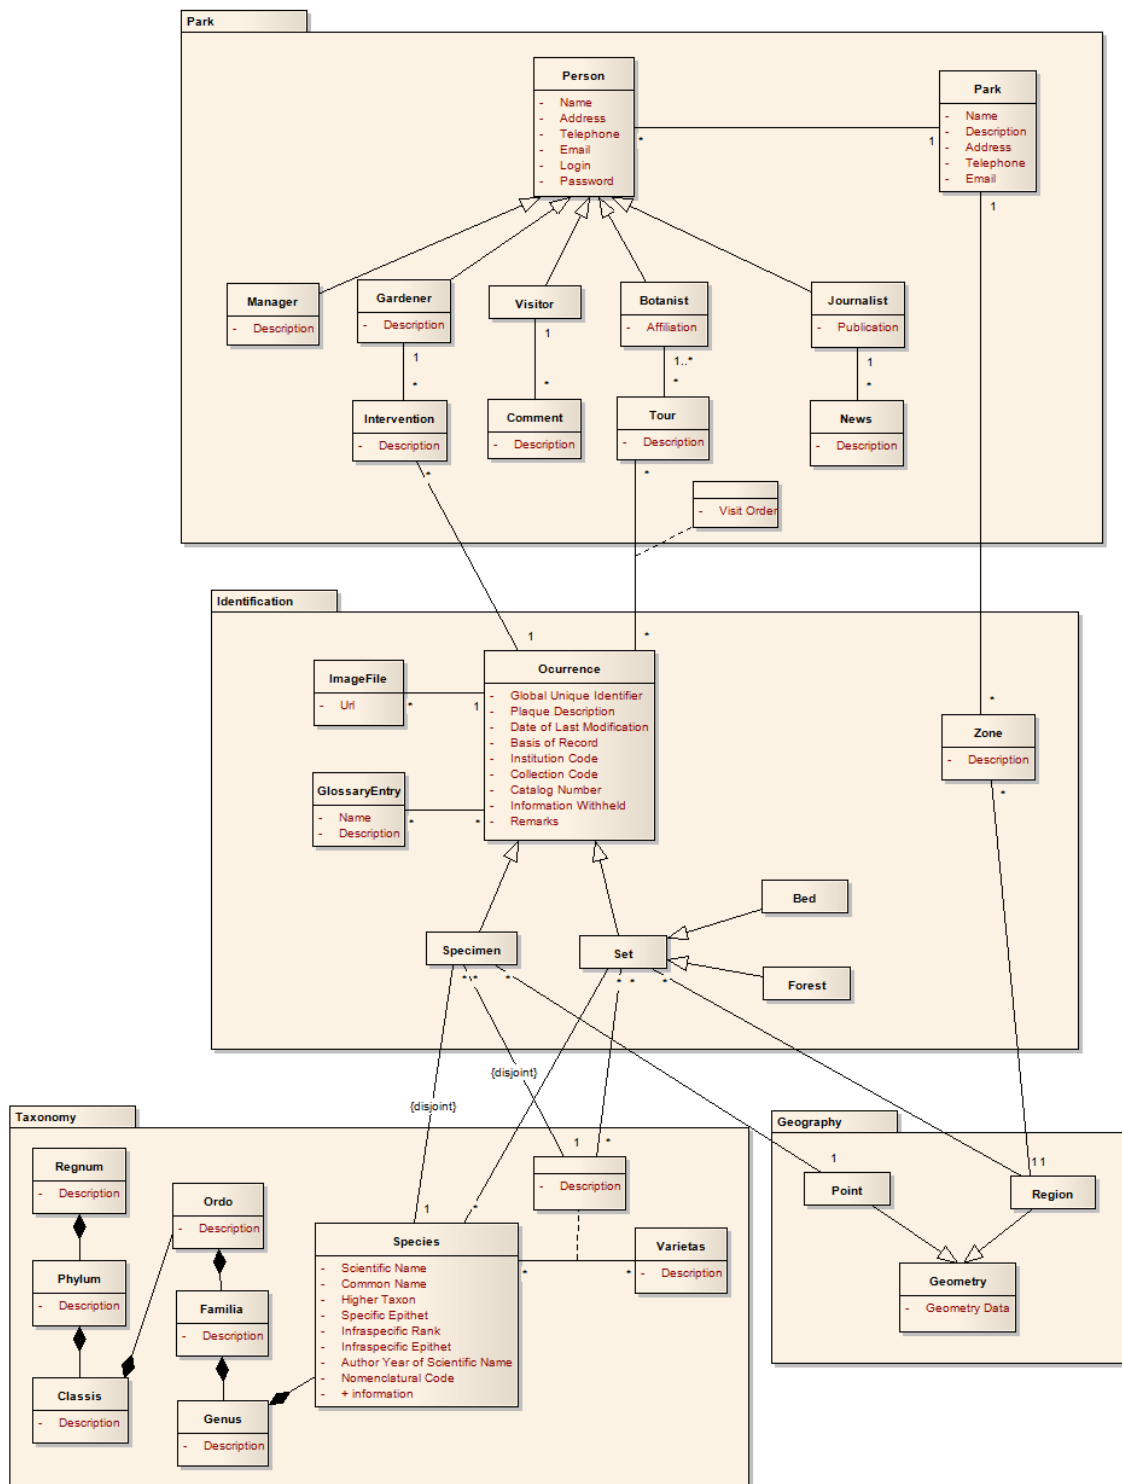 Park
Person
- Name
- Address
- Telephone
- Email
- Login
- Password
Park
- Name
- Description
- Address
- Telephone
- Email
*
1
1
Manager
- Description
Gardener
- Description
Visitor
Botanist
- Affiliation
Journalist
- Publication
1
1
1..*
1
*
*
*
*
Intervention
- Description
Comment
- Description
Tour
- Description
News
- Description
*
*
- Visit Order
Identification
1
*
ImageFile
- Url
*
1
Ocurrence
- Global Unique Identifier
- Plaque Description
- Date of Last Modification
- Basis of Record
- Institution Code
- Collection Code
- Catalog Number
- Information Withheld
- Remarks
GlossaryEntry
- Name
- Description
*
*
*
Zone
- Description
*
Bed
Specimen
Set
Forest
* *
*
* *
*
{disjoint}
{disjoint}
Taxonomy
Geography
Regnum
- Description
Ordo
- Description
1
*
- Description
1
Point
1 1
Region
1
*
Species
- Scientific Name
- Common Name
- Higher Taxon
- Specific Epithet
- Infraspecific Rank
- Infraspecific Epithet
- Author Year of Scientific Name
- Nomenclatural Code
- + information
*
*
Varietas
- Description
Phylum
- Description
Familia
- Description
Geometry
- Geometry Data
Classis
- Description
Genus
- Description